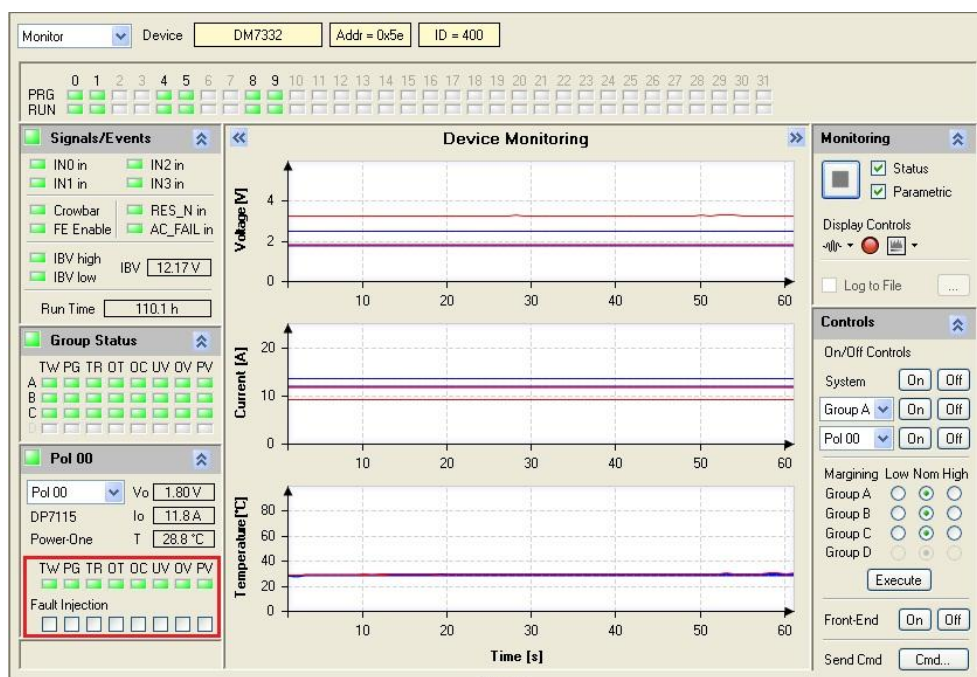 Monitor Device DM7332 Addr = 0x5e ID = 400
0 1 2 3 4 5 6 7 8 9 10 11 12 13 14 15 16 17 18 19 20 21 22 23 24 25 26 27 28 29 30 31
PRG
RUN
Signals/Events
IN0 in IN2 in
IN1 in IN3 in
Crowbar RES_N in
FE Enable AC_FAIL in
IBV high
IBV low
IBV 12.17 V
Run Time 110.1 h
Group Status
TW PG TR OT OC UV OV PV
A
B
C
D
Pol 00
Pol 00 Vo 1.80 V
DP7115 Io 11.8 A
Power-One T 28.8 °C
TW PG TR OT OC UV OV PV
Fault Injection
Device Monitoring
Voltage [V]
4
2
0
10 20 30 40 50 60
Current [A]
20
10
0
10 20 30 40 50 60
Temperature [°C]
80
60
40
20
0
10 20 30 40 50 60
Time [s]
Monitoring
Status
Parametric
Display Controls
Log to File ...
Controls
On/Off Controls
System On Off
Group A On Off
Pol 00 On Off
Margining Low Nom High
Group A
Group B
Group C
Group D
Execute
Front-End On Off
Send Cmd Cmd...